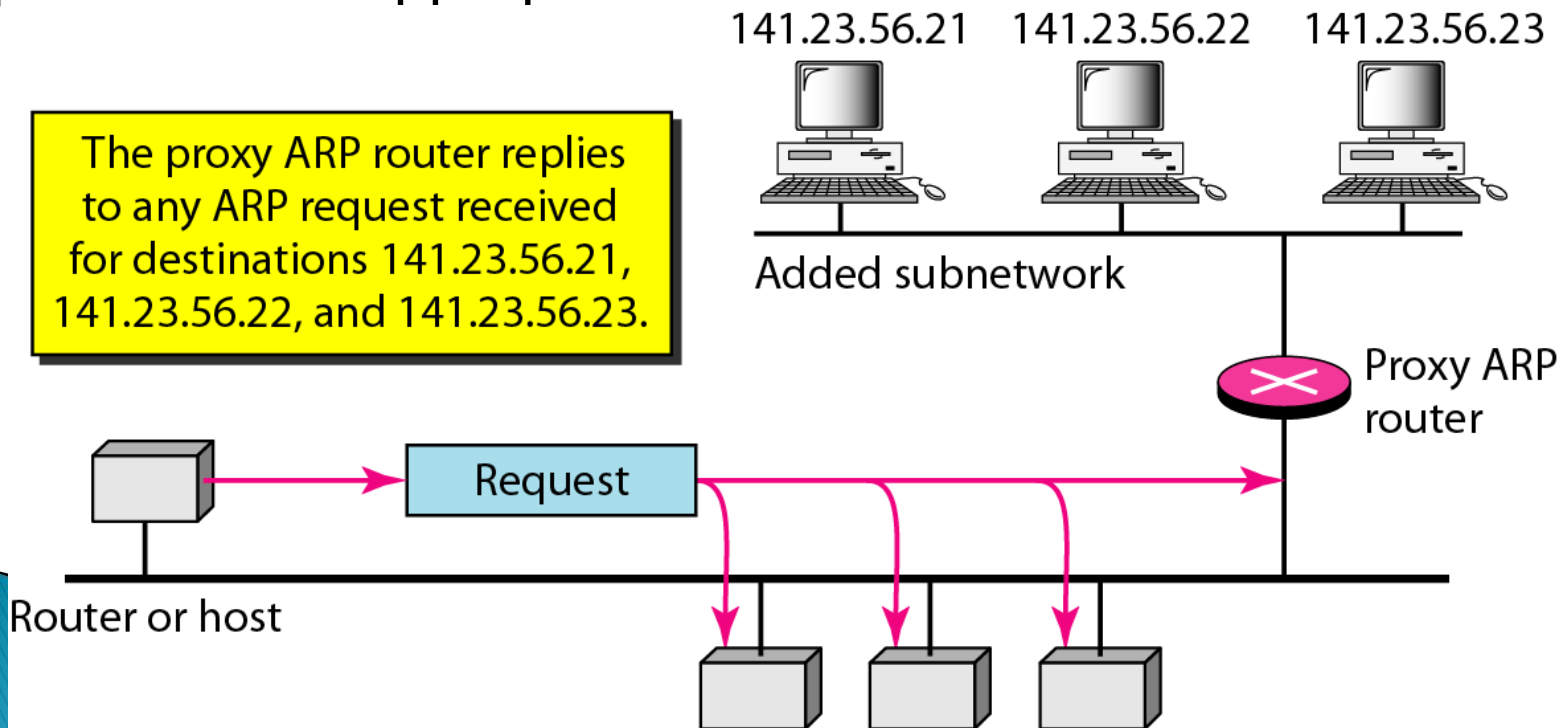 141.23.56.21 141.23.56.22 141.23.56.23
The proxy ARP router replies
to any ARP request received
for destinations 141.23.56.21,
141.23.56.22, and 141.23.56.23.
Added subnetwork
Proxy ARP
router
Request
Router or host